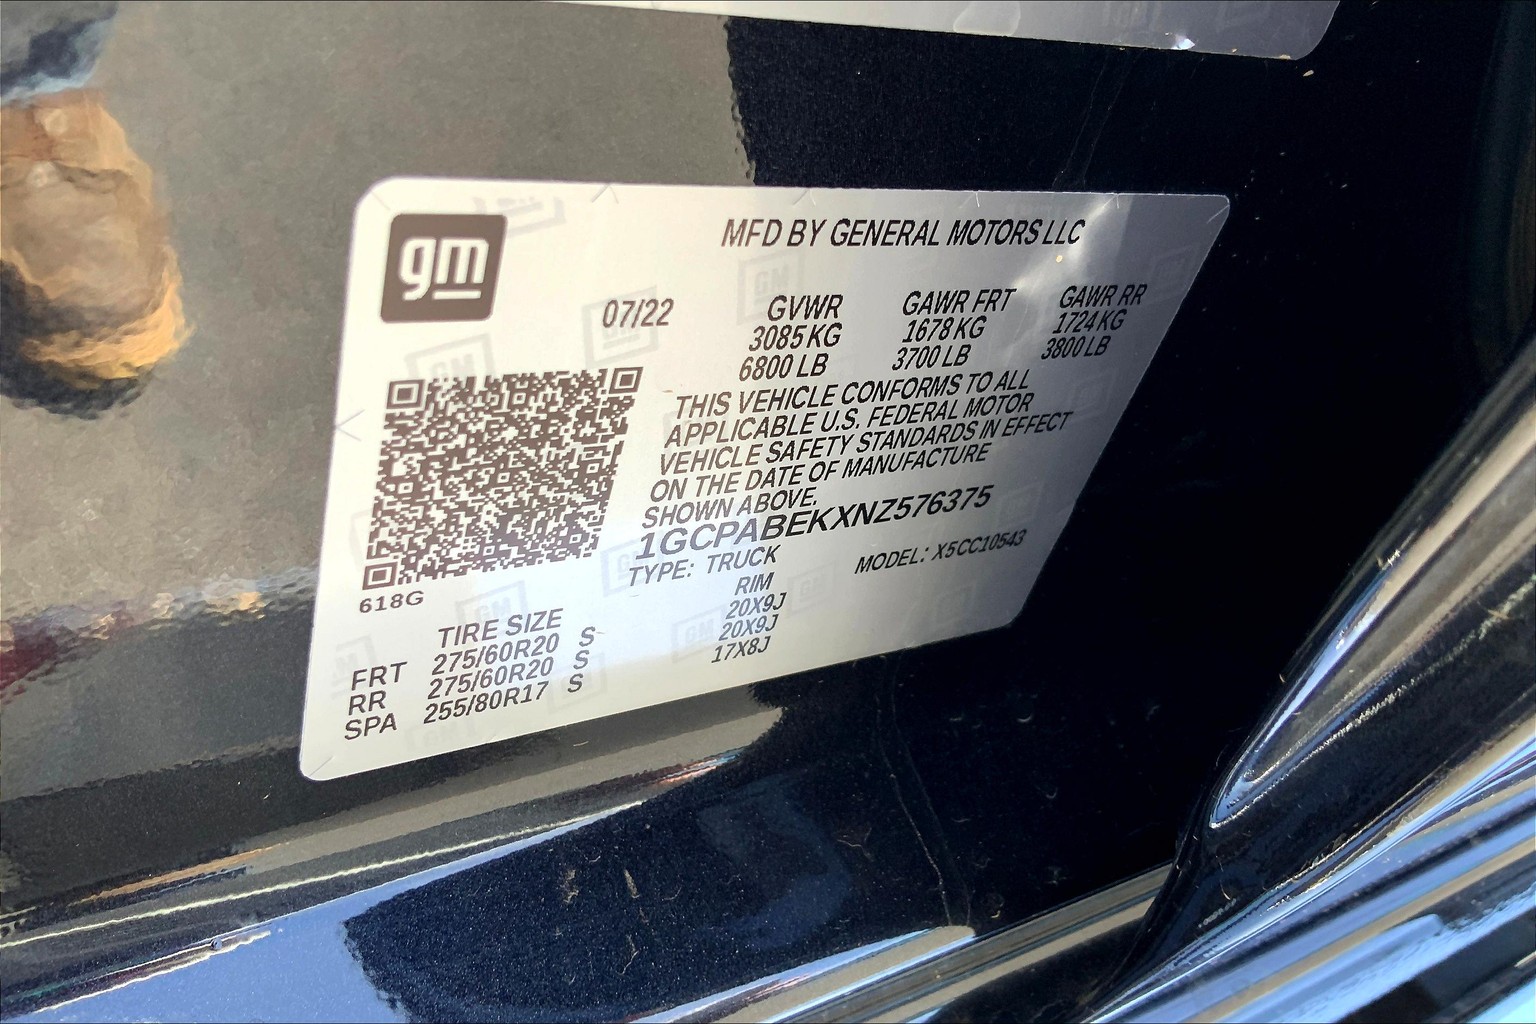 gm
MFD BY GENERAL MOTORS LLC
07/22
GVWR
3085 KG
6800 LB
GAWR FRT
1678 KG
3700 LB
GAWR RR
1724 KG
3800 LB
THIS VEHICLE CONFORMS TO ALL
APPLICABLE U.S. FEDERAL MOTOR
VEHICLE SAFETY STANDARDS IN EFFECT
ON THE DATE OF MANUFACTURE
SHOWN ABOVE.
1GCPABEKXNZ576375
TYPE: TRUCK
MODEL: X5CC10543
618G
TIRE SIZE RIM
FRT 275/60R20 S 20X9J
RR 275/60R20 S 20X9J
SPA 255/80R17 S 17X8J